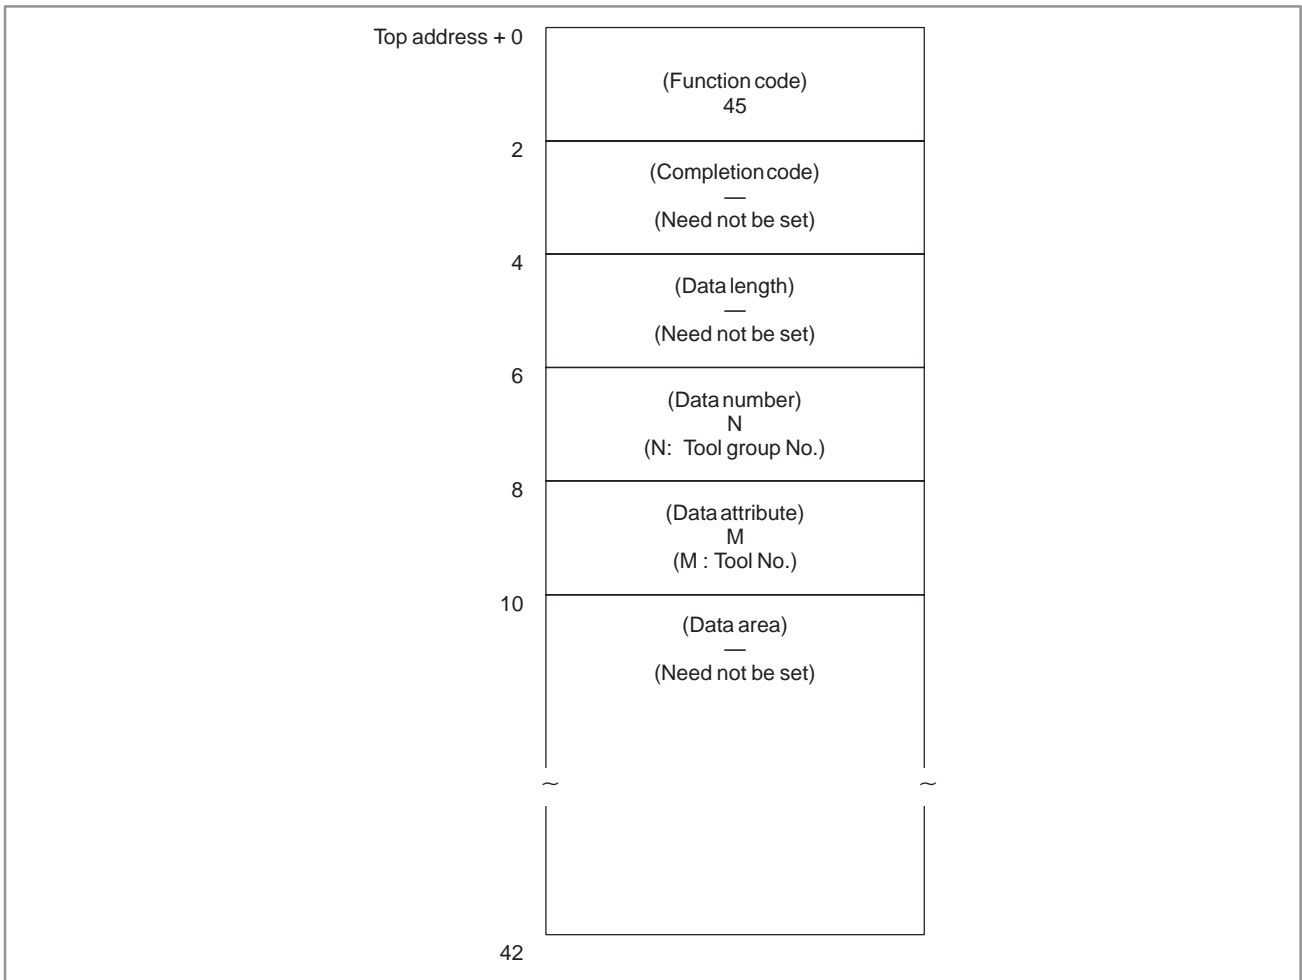 Top address + 0
(Function code)
45
2
(Completion code)
—
(Need not be set)
4
(Data length)
—
(Need not be set)
6
(Data number)
N
(N: Tool group No.)
8
(Data attribute)
M
(M : Tool No.)
10
(Data area)
—
(Need not be set)
~ ~
42